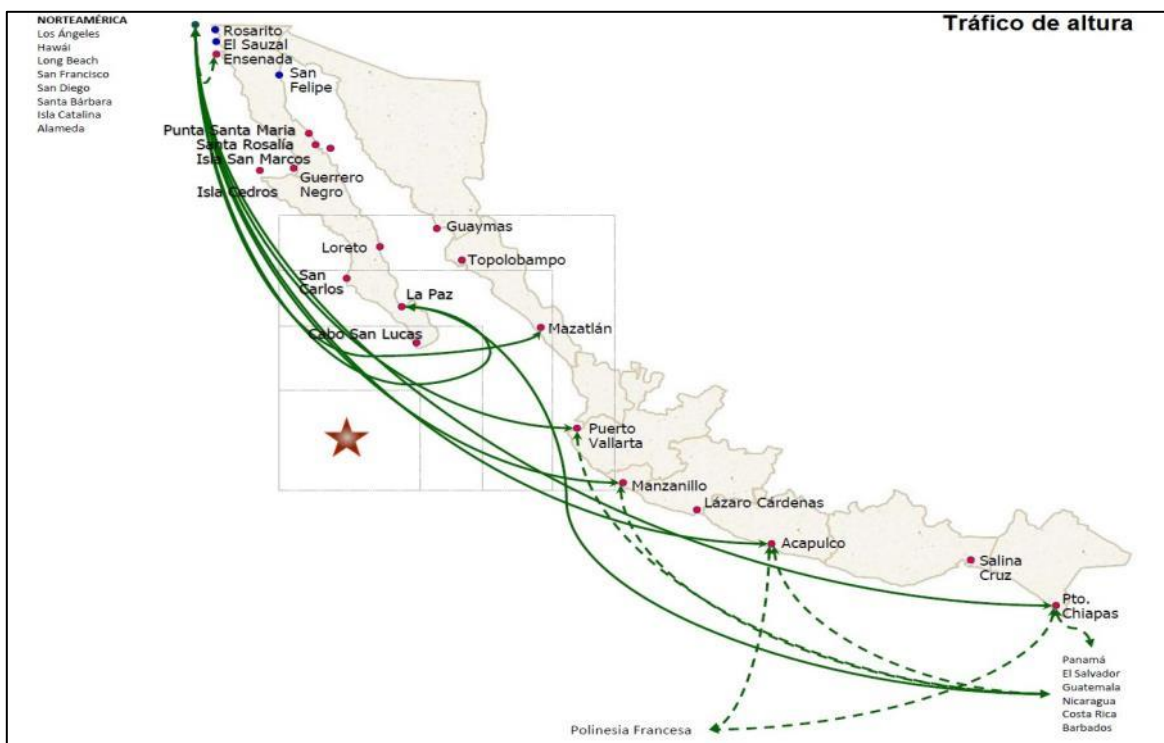 Tráfico de altura
NORTEAMÉRICA
Los Ángeles
Hawái
Long Beach
San Francisco
San Diego
Santa Bárbara
Isla Catalina
Alameda
Rosarito
El Sauzal
Ensenada
San
Felipe
Punta Santa Maria
Santa Rosalía
Isla San Marcos
Guerrero
Negro
Isla Cedros
Guaymas
Loreto
Topolobampo
San
Carlos
La Paz
Cabo San Lucas
Mazatlán
Puerto
Vallarta
Manzanillo
Lázaro Cárdenas
Acapulco
Salina
Cruz
Pto.
Chiapas
Panamá
El Salvador
Guatemala
Nicaragua
Costa Rica
Barbados
Polinesia Francesa